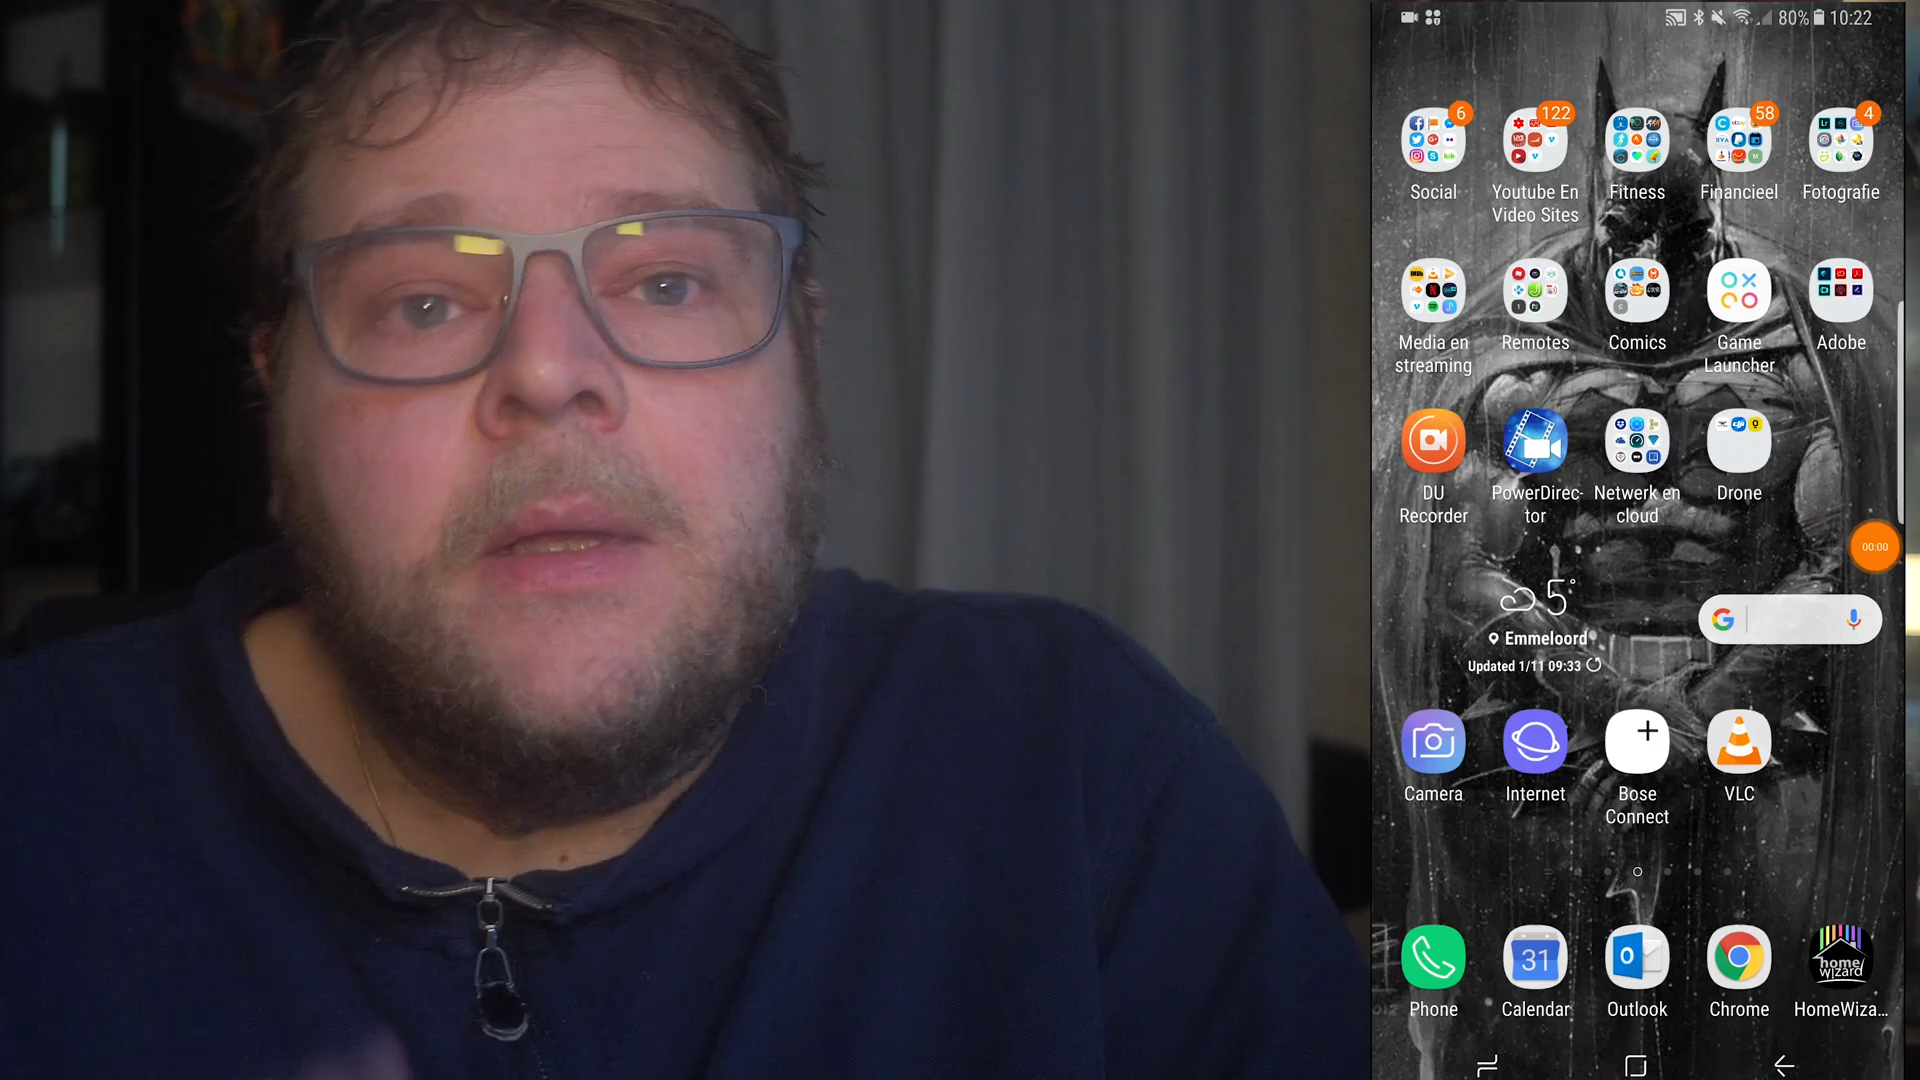 80% 10:22
6 122 58 4
Social Youtube En Video Sites Fitness Financieel Fotografie
Media en streaming Remotes Comics Game Launcher Adobe
DU Recorder PowerDirec-tor Netwerk en cloud Drone
00:00
5°
Emmeloord
Updated 1/11 09:33
Camera Internet Bose Connect VLC
31
home wizard
Phone Calendar Outlook Chrome HomeWiza...